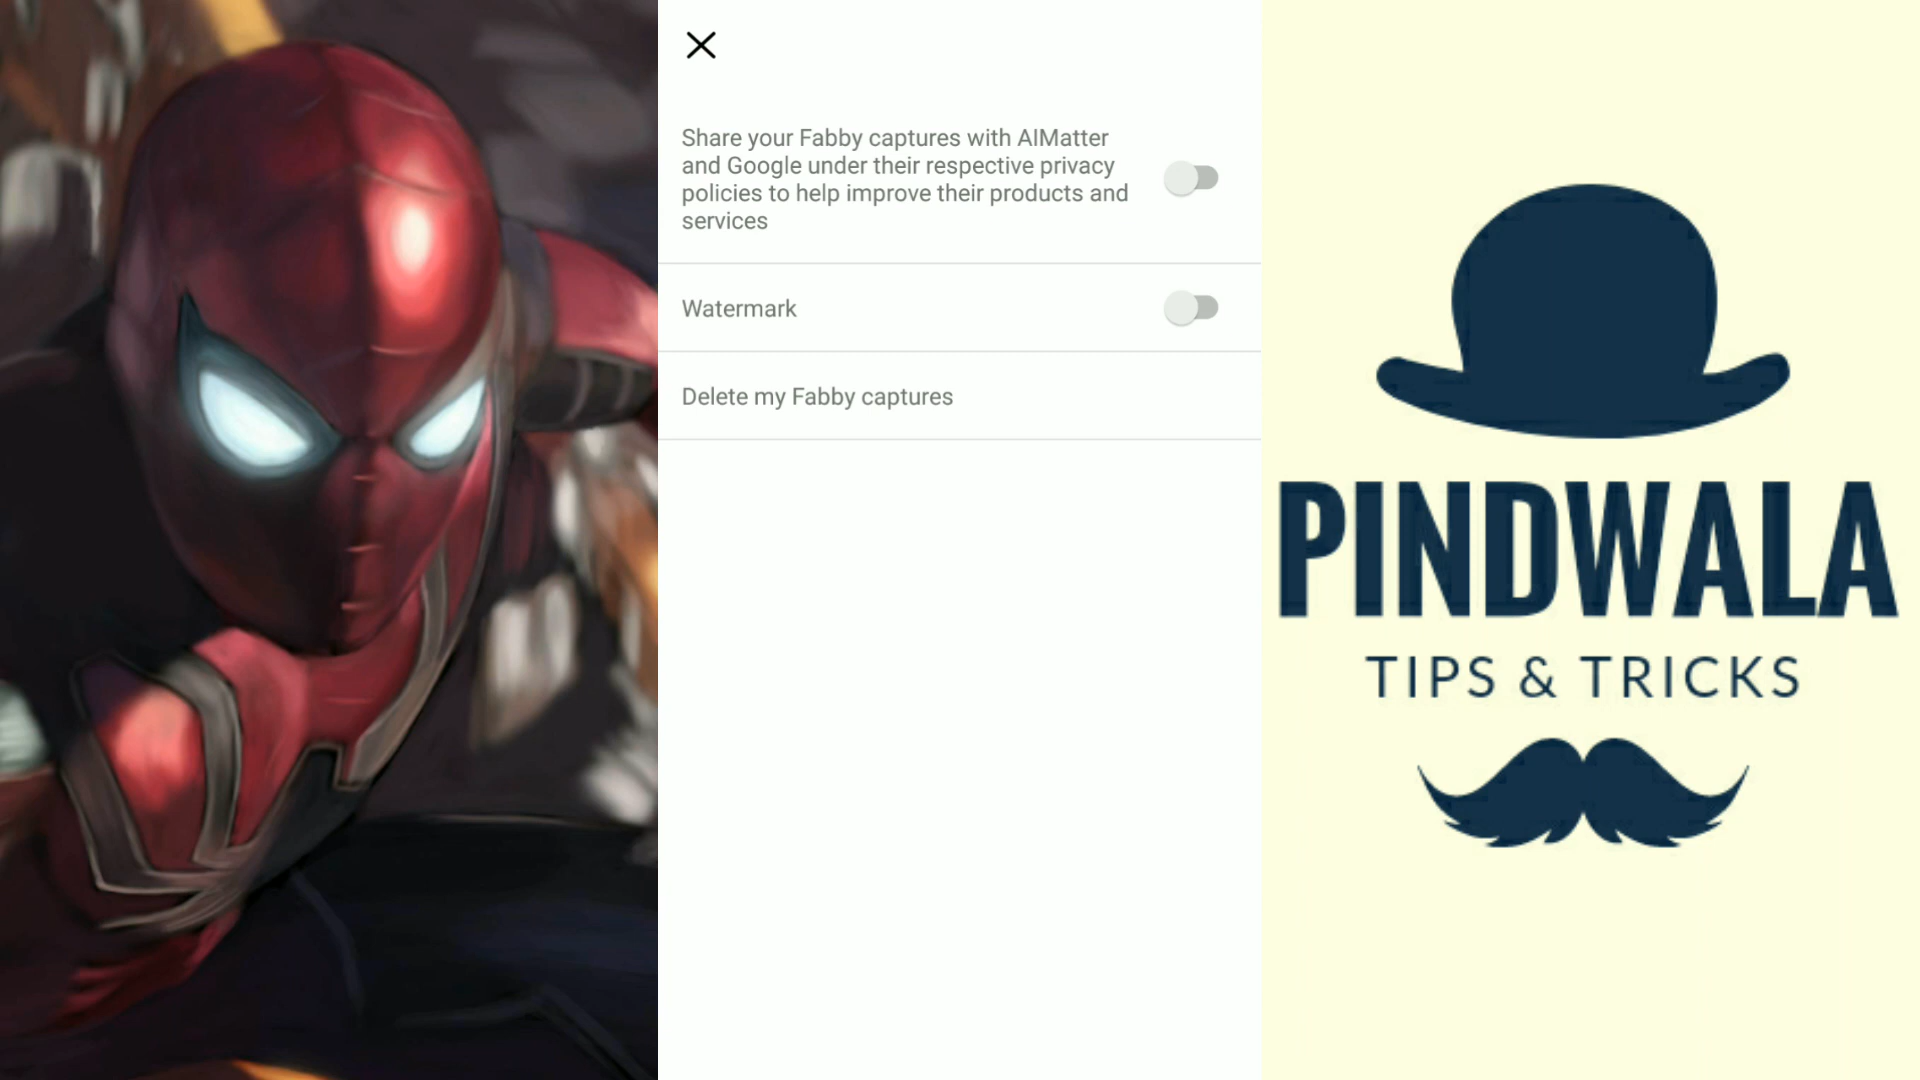 Share your Fabby captures with AIMatter
and Google under their respective privacy
policies to help improve their products and
services
Watermark
Delete my Fabby captures
PINDWALA
TIPS & TRICKS